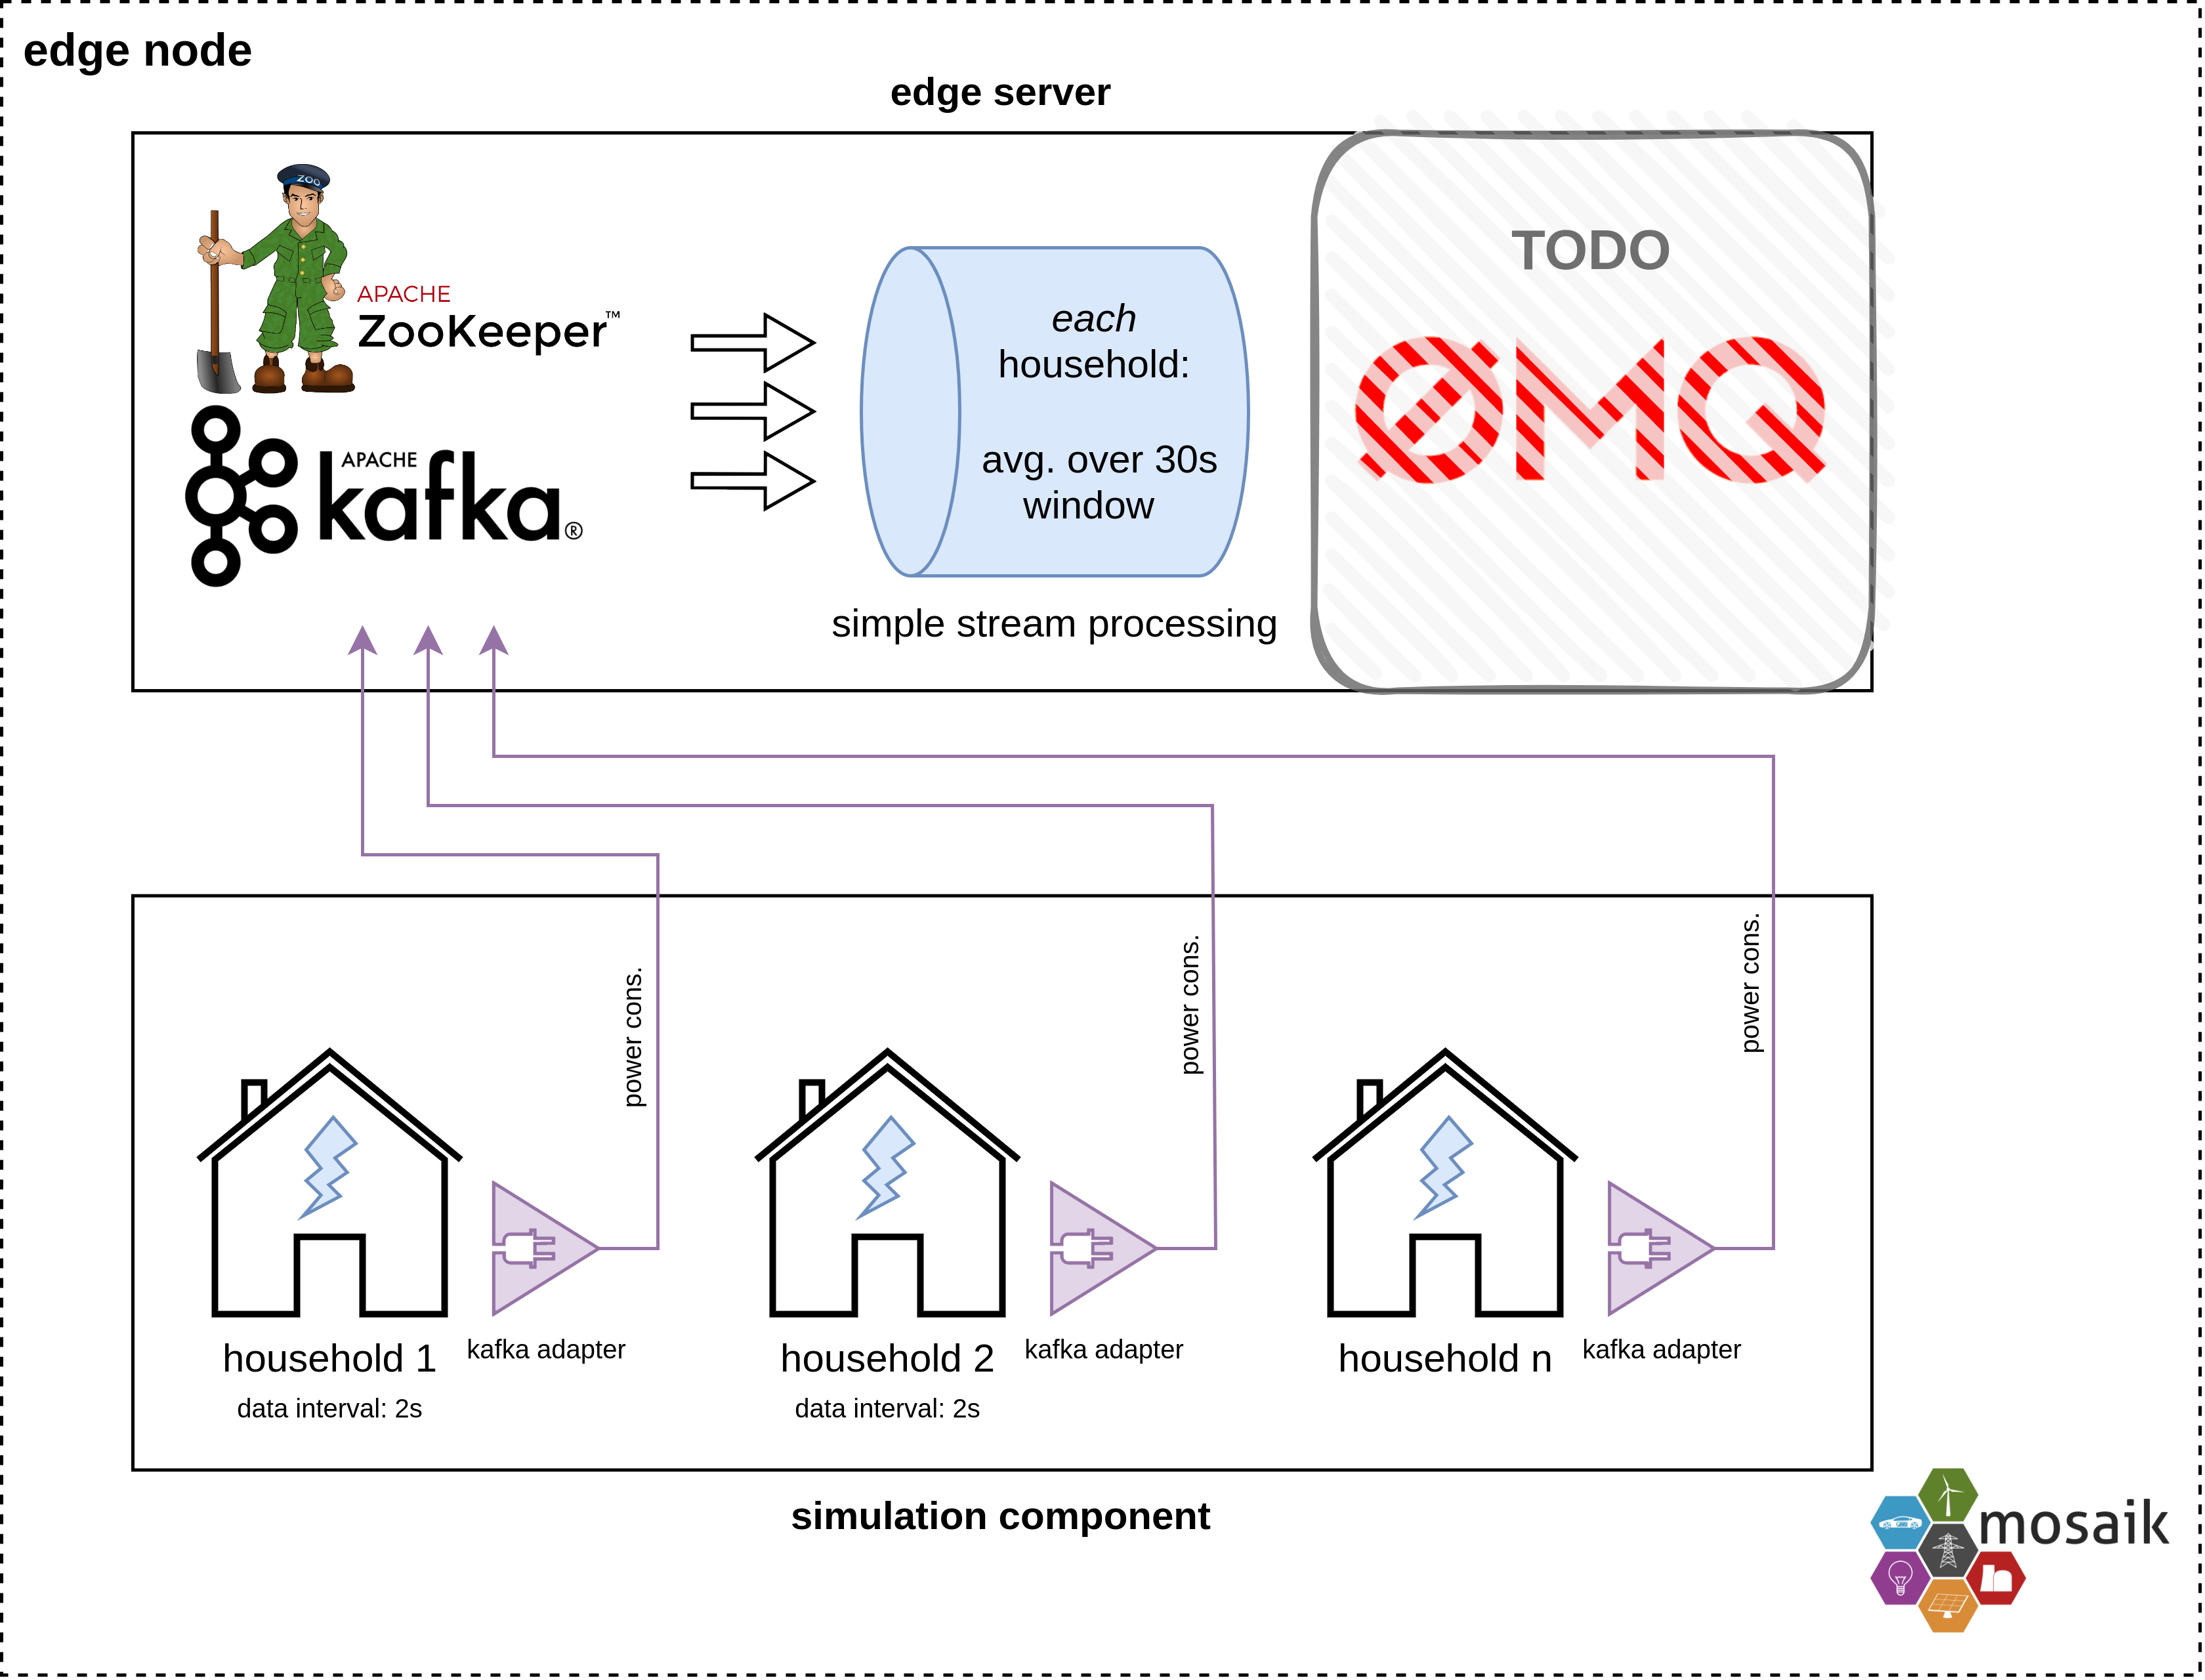 edge node
edge server
ZOO
APACHE
ZooKeeper™
APACHE
kafka®
each
household:
avg. over 30s
window
simple stream processing
TODO
ØMQ
power cons.
power cons.
power cons.
household 1
kafka adapter
data interval: 2s
household 2
kafka adapter
data interval: 2s
household n
kafka adapter
simulation component
mosaik